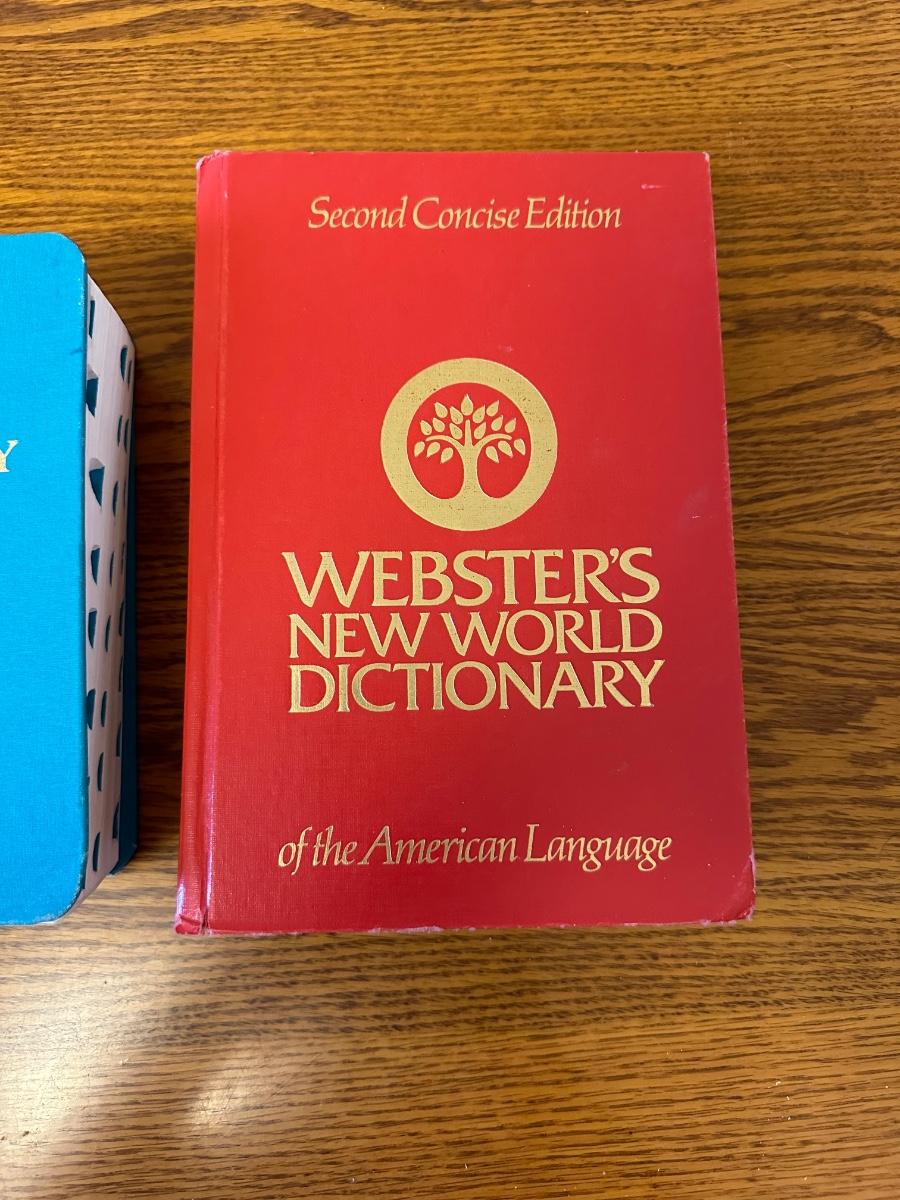 Second Concise Edition
WEBSTER'S
NEW WORLD
DICTIONARY
of the American Language
Y